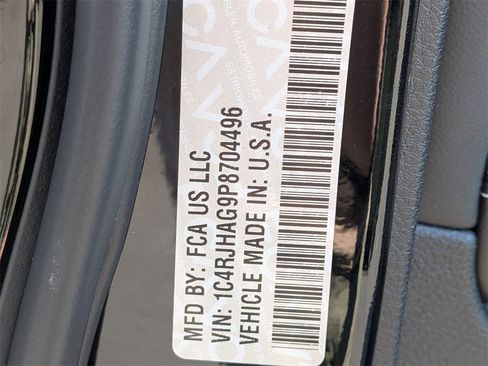 MFD BY: FCA US LLC
VIN: 1C4RJHAG9P8704496
VEHICLE MADE IN: U.S.A.